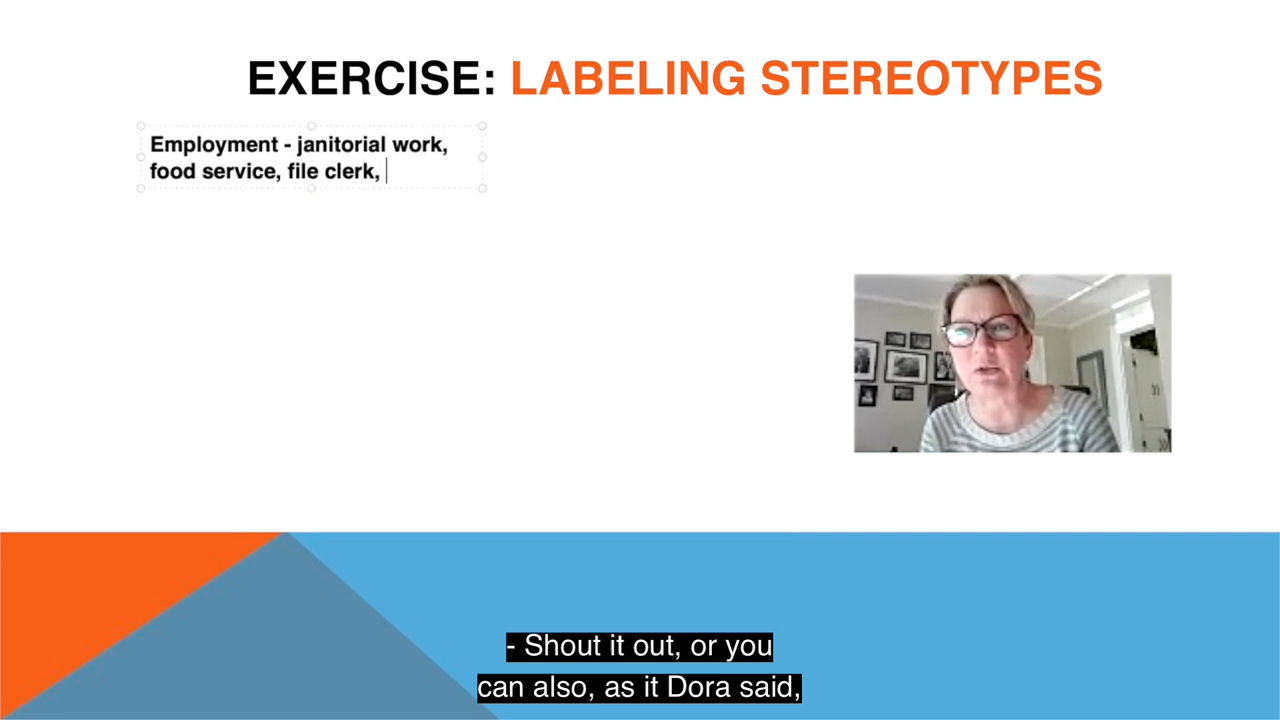 EXERCISE: LABELING STEREOTYPES
Employment - janitorial work,
food service, file clerk,
- Shout it out, or you
can also, as it Dora said,